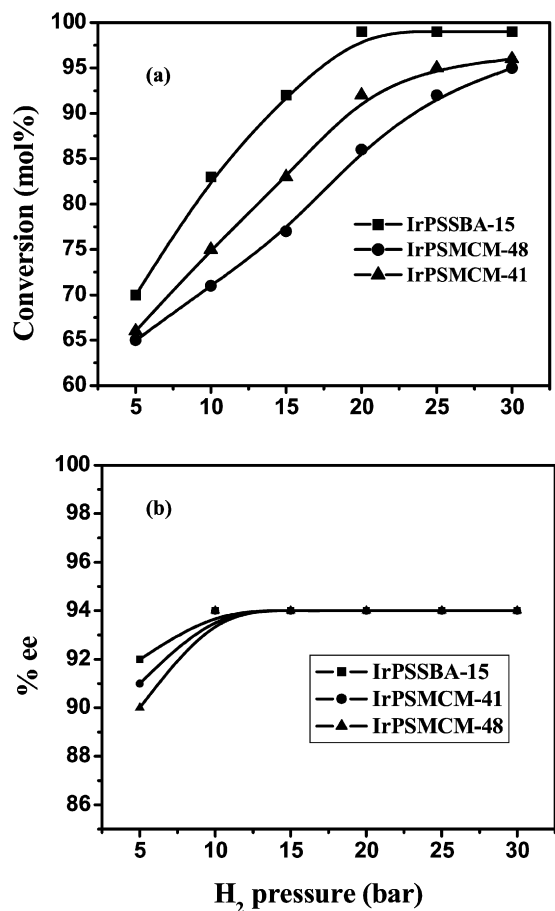 100
95
90
85
80
75
70
65
60
Conversion (mol%)
(a)
IrPSSBA-15
IrPSMCM-48
IrPSMCM-41
5 10 15 20 25 30
100
98
96
94
92
90
88
86
% ee
(b)
IrPSSBA-15
IrPSMCM-41
IrPSMCM-48
5 10 15 20 25 30
H2 pressure (bar)